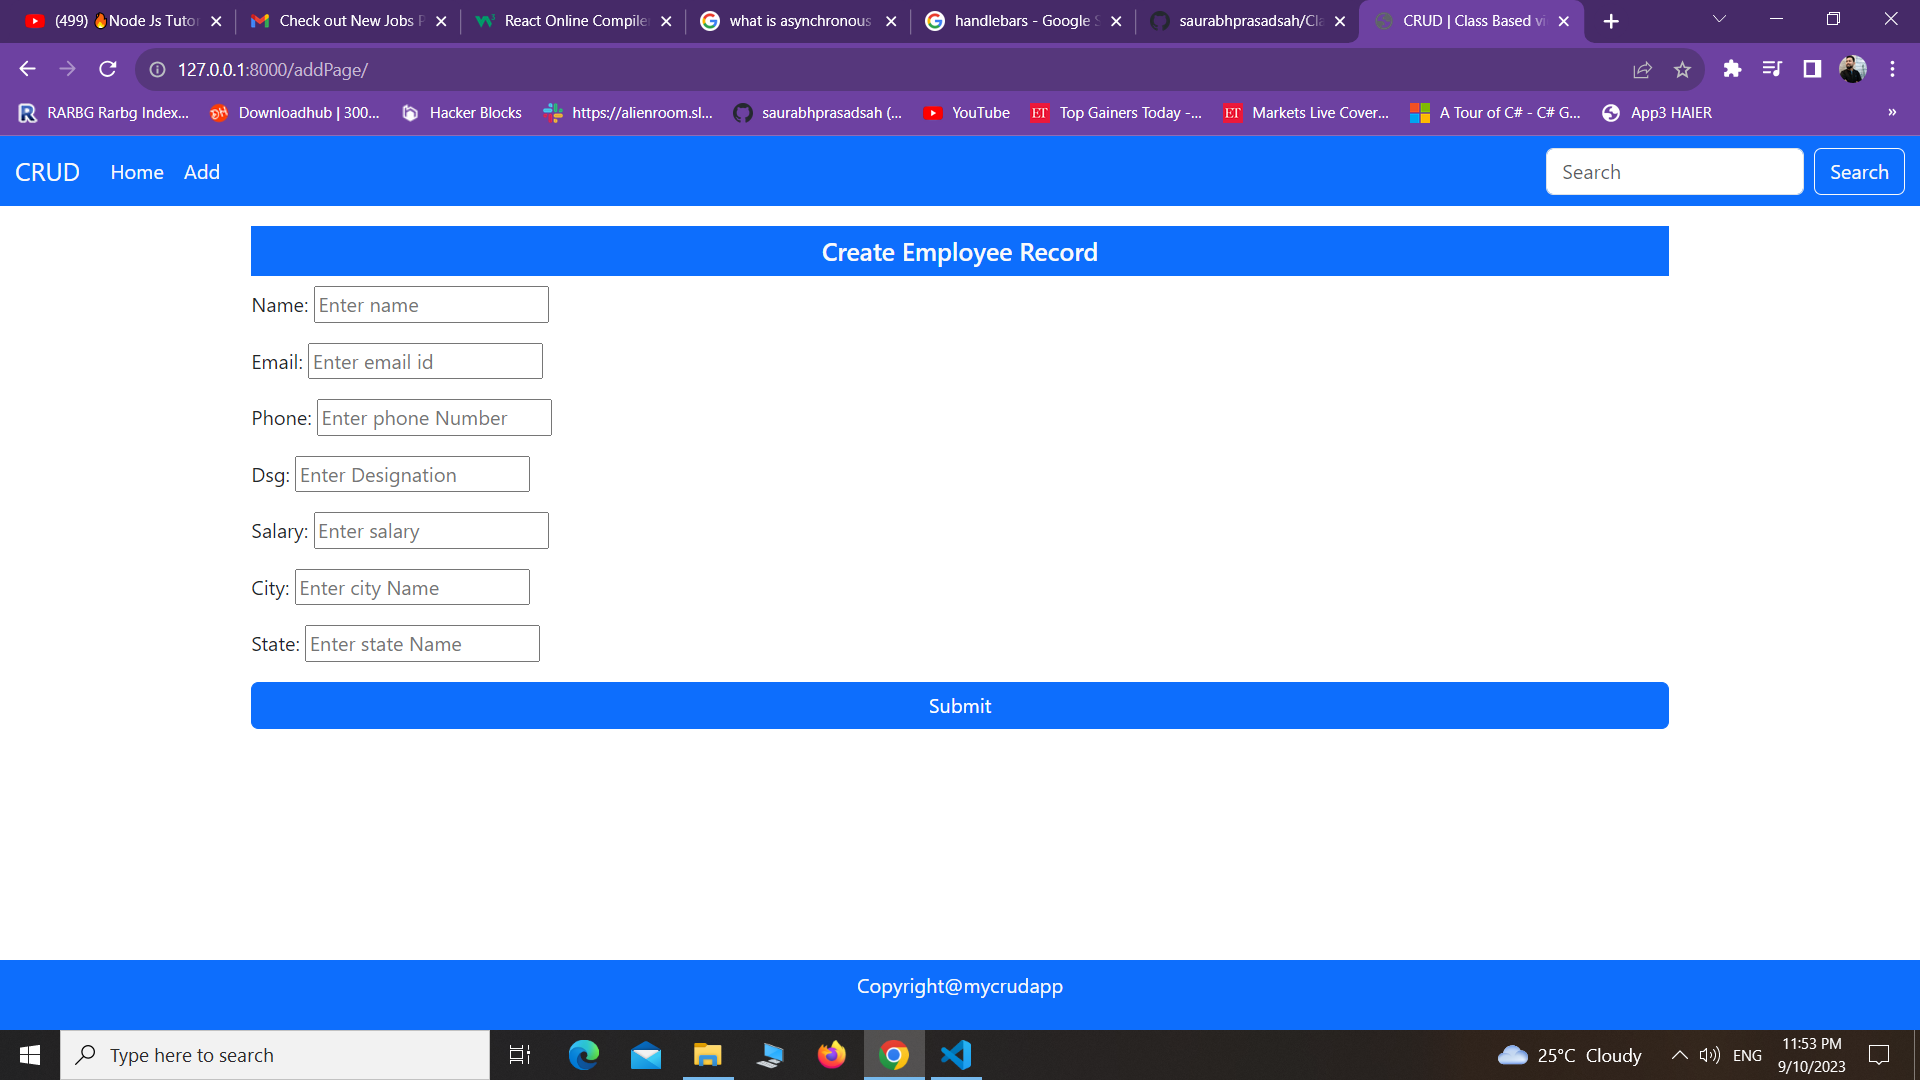 (499) 🔥Node Js Tutor
Check out New Jobs P
React Online Compile
what is asynchronous
handlebars - Google S
saurabhprasadsah/Cla
CRUD | Class Based vi
127.0.0.1:8000/addPage/
RARBG Rarbg Index...
Downloadhub | 300...
Hacker Blocks
https://alienroom.sl...
saurabhprasadsah (...
YouTube
Top Gainers Today -...
Markets Live Cover...
A Tour of C# - C# G...
App3 HAIER
»
CRUD Home Add Search Search
Create Employee Record
Name: Enter name
Email: Enter email id
Phone: Enter phone Number
Dsg: Enter Designation
Salary: Enter salary
City: Enter city Name
State: Enter state Name
Submit
Copyright@mycrudapp
Type here to search
25°C Cloudy
ENG
11:53 PM
9/10/2023